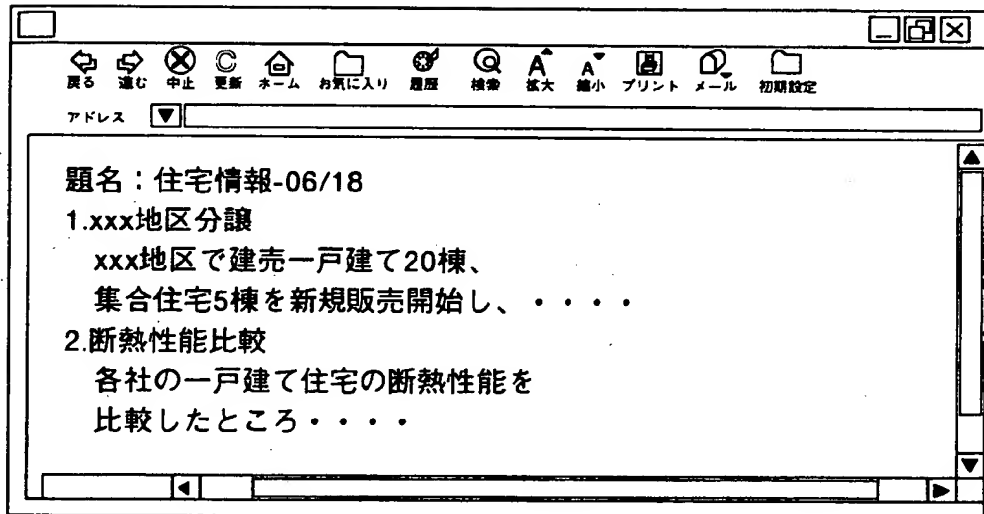 戻る 進む 中止 更新 ホーム お気に入り 履歴 検索 拡大 縮小 プリント メール 初期設定
アドレス
題名：住宅情報-06/18
1.xxx地区分譲
xxx地区で建売一戸建て20棟、
集合住宅5棟を新規販売開始し、・・・・
2.断熱性能比較
各社の一戸建て住宅の断熱性能を
比較したところ・・・・